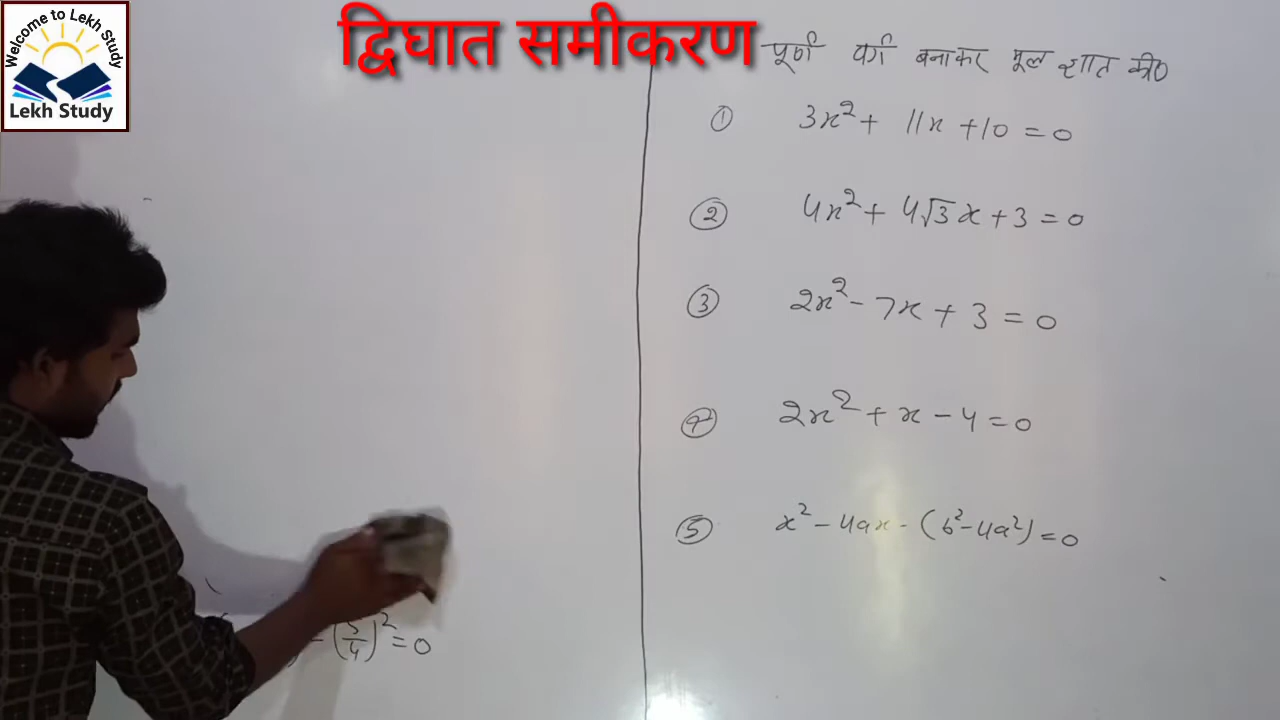 Welcome to Lekh Study
Lekh Study
द्विघात समीकरण
पूर्ण वर्ग बनाकर मूल ज्ञात की०
① 3x² + 11x + 10 = 0
② 4x² + 4√3x + 3 = 0
③ 2x² - 7x + 3 = 0
④ 2x² + x - 4 = 0
⑤ x² - 4ax - (b² - 4a²) = 0
- (5/4)² = 0